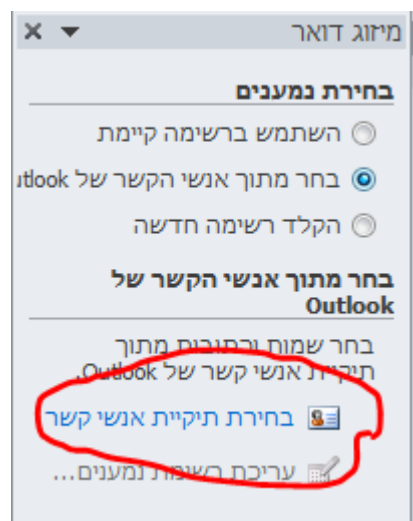 מיזוג דואר
בחירת נמענים
השתמש ברשימה קיימת
בחר מתוך אנשי הקשר של Outlook
הקלד רשימה חדשה
בחר מתוך אנשי הקשר של
Outlook
בחר שמות וכתובות מתוך
תיקיית אנשי קשר של Outlook.
בחירת תיקיית אנשי קשר
עריכת רשימת נמענים...